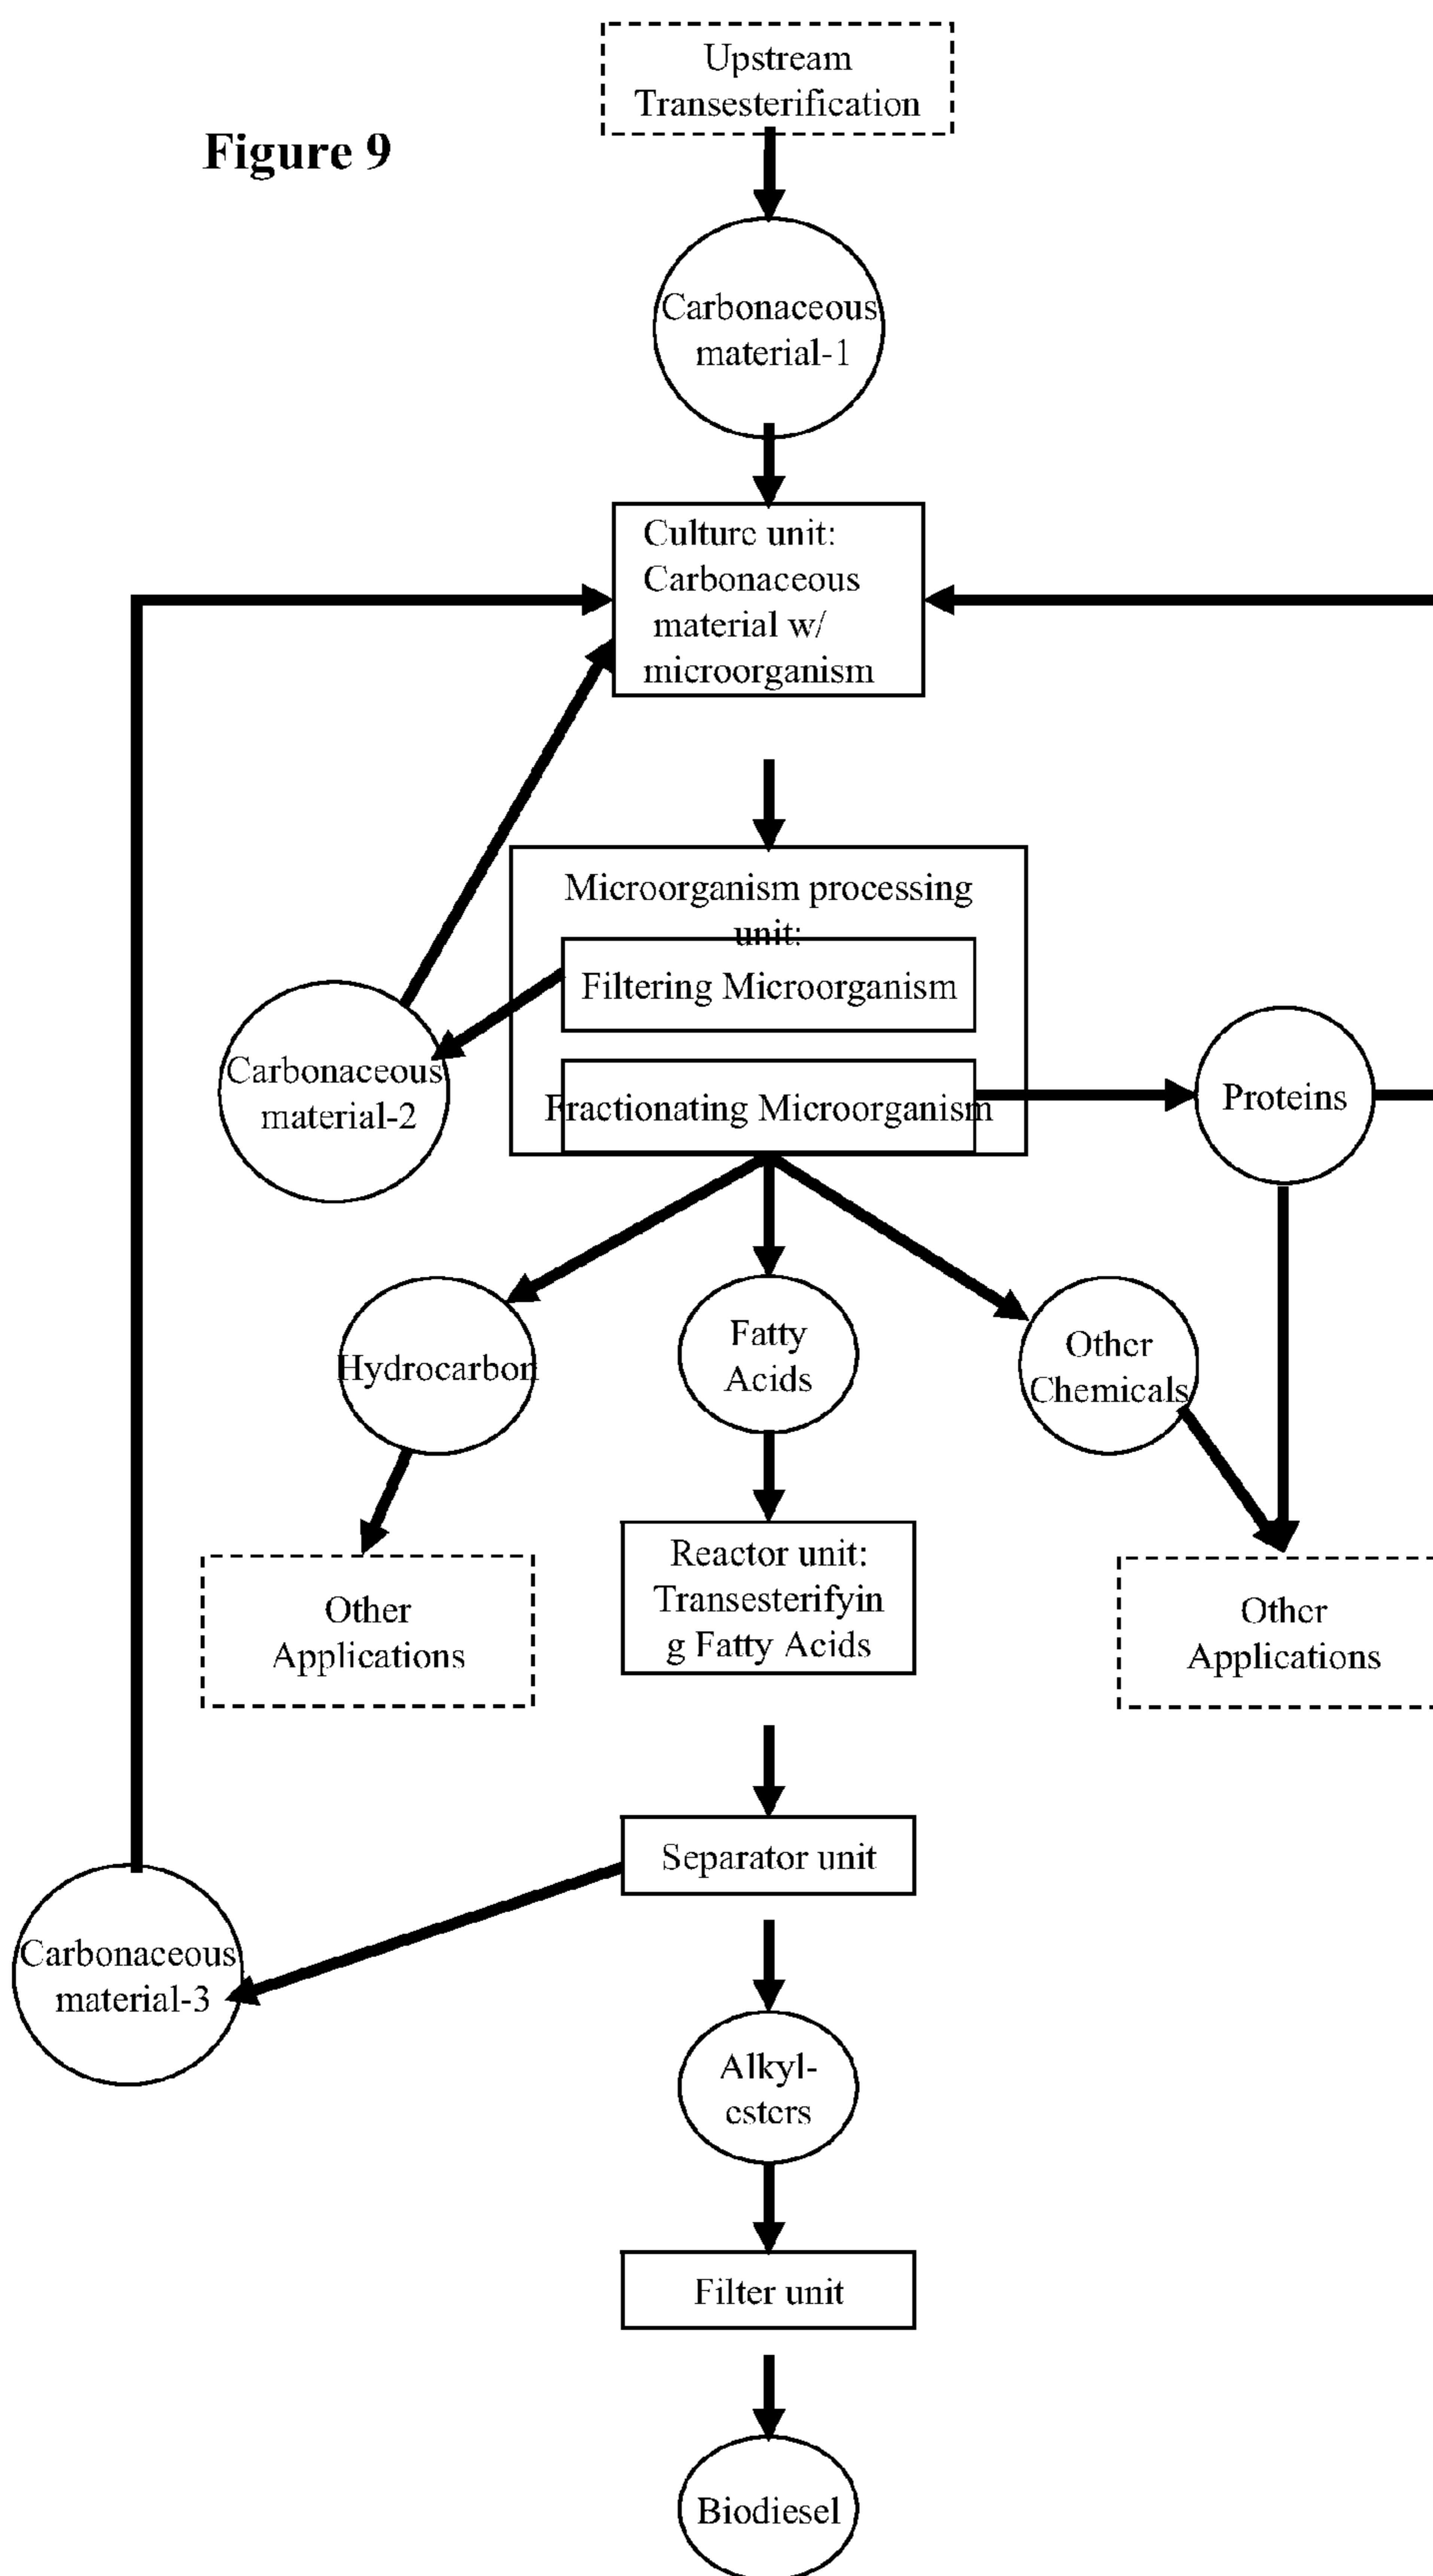 Upstream
Transesterification
Figure 9
Carbonaceous
material-1
Culture unit:
Carbonaceous
material w/
microorganism
Microorganism processing
unit:
Filtering Microorganism
Carbonaceous
material-2
Fractionating Microorganism
Proteins
Hydrocarbon
Fatty
Acids
Other
Chemicals
Other
Applications
Reactor unit:
Transesterifyin
g Fatty Acids
Other
Applications
Separator unit
Carbonaceous
material-3
Alkyl-
esters
Filter unit
Biodiesel